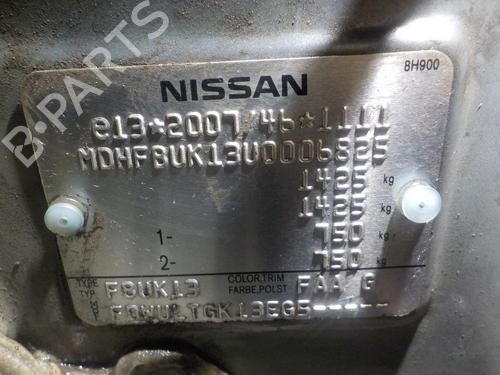 B-PARTS
8H900
NISSAN
e13*2007/46*1111
MDHFBUK13U0006825
1425 kg
1425 kg
1- 750 kg
2- 750 kg
TYPE TYP F8UK13 COLOR,TRIM FARBE,POLST FAA G